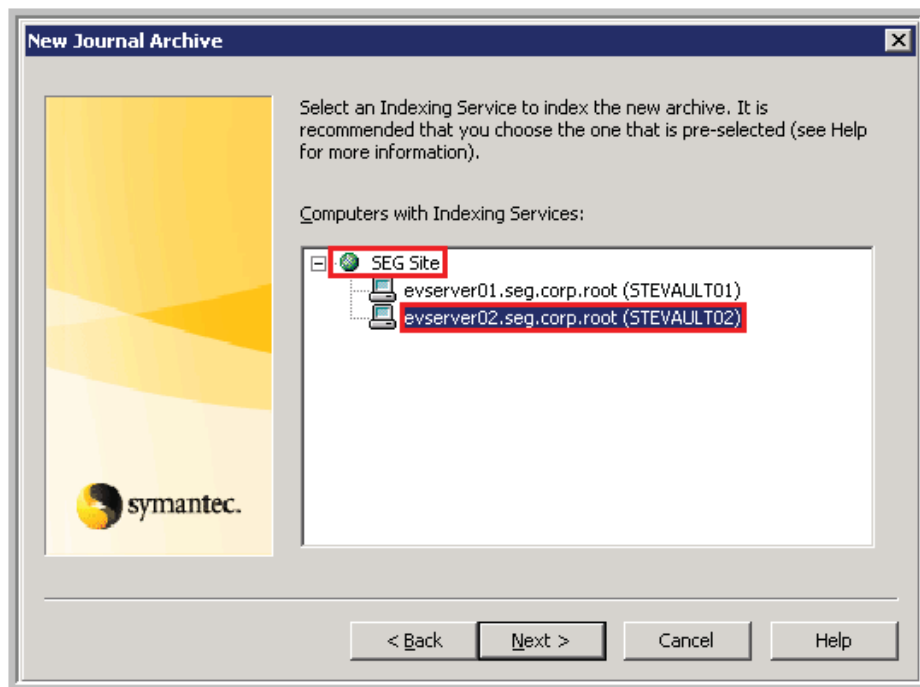 New Journal Archive
Select an Indexing Service to index the new archive. It is
recommended that you choose the one that is pre-selected (see Help
for more information).
Computers with Indexing Services:
SEG Site
evserver01.seg.corp.root (STEVAULT01)
evserver02.seg.corp.root (STEVAULT02)
symantec.
< Back Next > Cancel Help